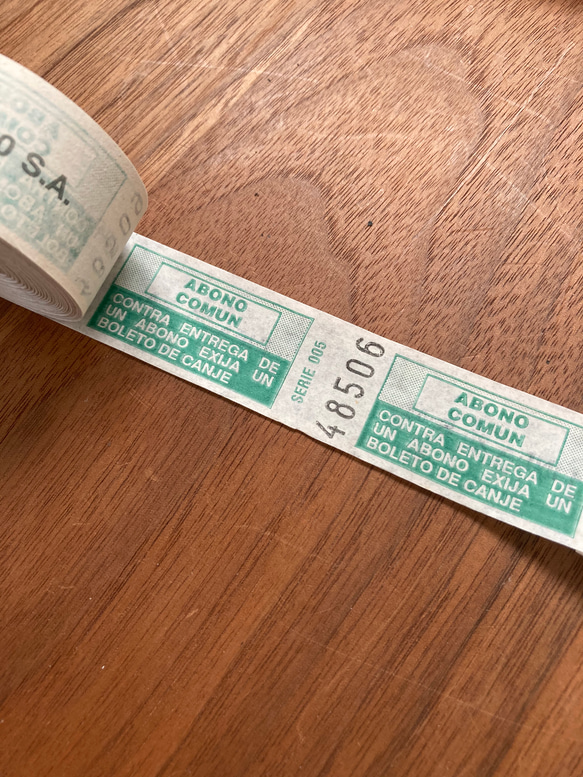 0 S.A.
ABONO
COMUN
CONTRA ENTREGA DE
UN ABONO EXIJA UN
BOLETO DE CANJE
SERIE 005
48506
ABONO
COMUN
CONTRA ENTREGA DE
UN ABONO EXIJA UN
BOLETO DE CANJE